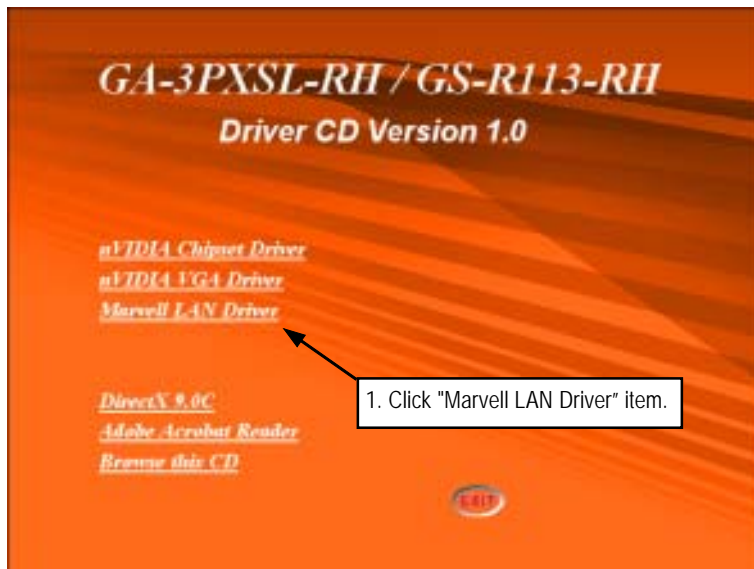 GA-3PXSL-RH / GS-R113-RH
Driver CD Version 1.0
nVIDIA Chipset Driver
nVIDIA VGA Driver
Marvell LAN Driver
1. Click "Marvell LAN Driver" item.
DirectX 9.0C
Adobe Acrobat Reader
Browse this CD
EXIT